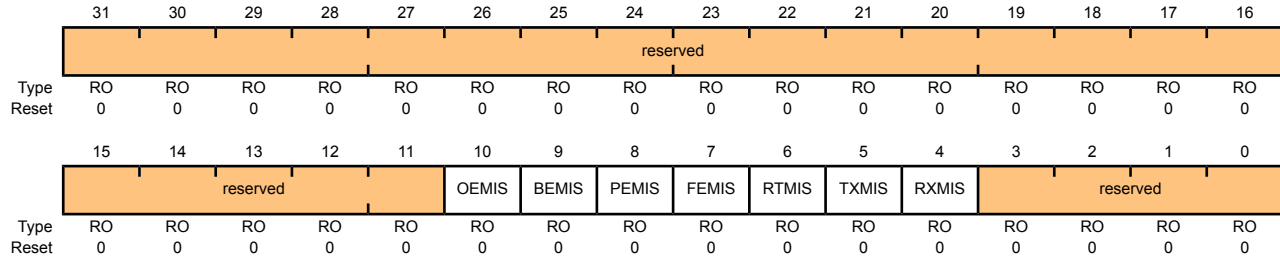 31 30 29 28 27 26 25 24 23 22 21 20 19 18 17 16
reserved
Type RO RO RO RO RO RO RO RO RO RO RO RO RO RO RO RO
Reset 0 0 0 0 0 0 0 0 0 0 0 0 0 0 0 0
15 14 13 12 11 10 9 8 7 6 5 4 3 2 1 0
reserved OEMIS BEMIS PEMIS FEMIS RTMIS TXMIS RXMIS reserved
Type RO RO RO RO RO RO RO RO RO RO RO RO RO RO RO RO
Reset 0 0 0 0 0 0 0 0 0 0 0 0 0 0 0 0